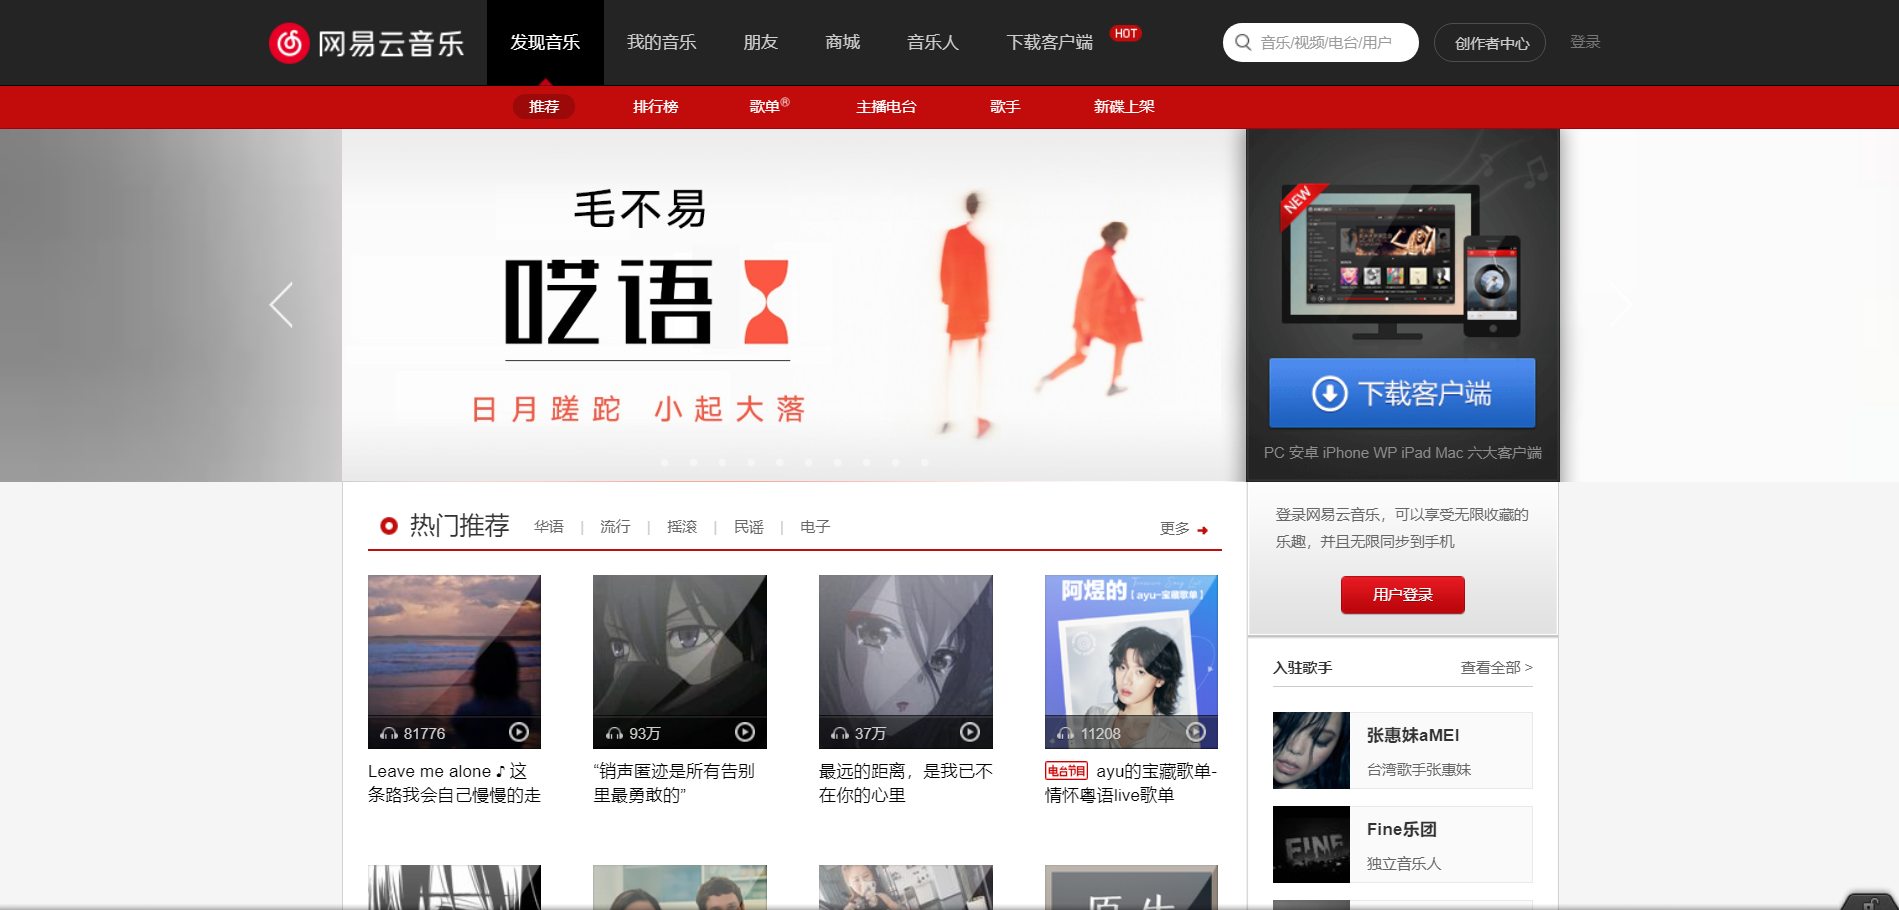 网易云音乐
发现音乐
我的音乐
朋友
商城
音乐人
下载客户端
HOT
音乐/视频/电台/用户
创作者中心
登录
推荐
排行榜
歌单®
主播电台
歌手
新碟上架
毛不易
呓语
日月蹉跎 小起大落
NEW
下载客户端
PC 安卓 iPhone WP iPad Mac 六大客户端
热门推荐
华语 | 流行 | 摇滚 | 民谣 | 电子
更多
登录网易云音乐，可以享受无限收藏的
乐趣，并且无限同步到手机
用户登录
81776
Leave me alone ♪ 这
条路我会自己慢慢的走
93万
“销声匿迹是所有告别
里最勇敢的”
37万
最远的距离，是我已不
在你的心里
阿煜的
【ayu-宝藏歌单】
11208
电台节目 ayu的宝藏歌单-
情怀粤语live歌单
入驻歌手
查看全部 >
张惠妹aMEI
台湾歌手张惠妹
FINE
Fine乐团
独立音乐人